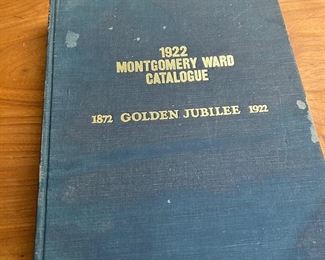 1922
MONTGOMERY WARD
CATALOGUE
1872 GOLDEN JUBILEE 1922